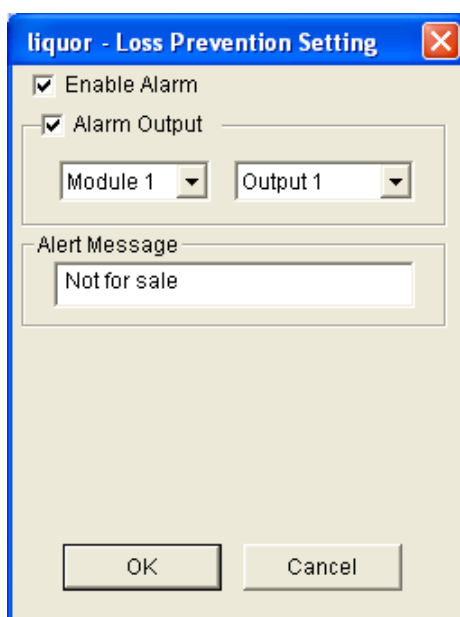 liquor - Loss Prevention Setting
Enable Alarm
Alarm Output
Module 1 Output 1
Alert Message
Not for sale
OK Cancel